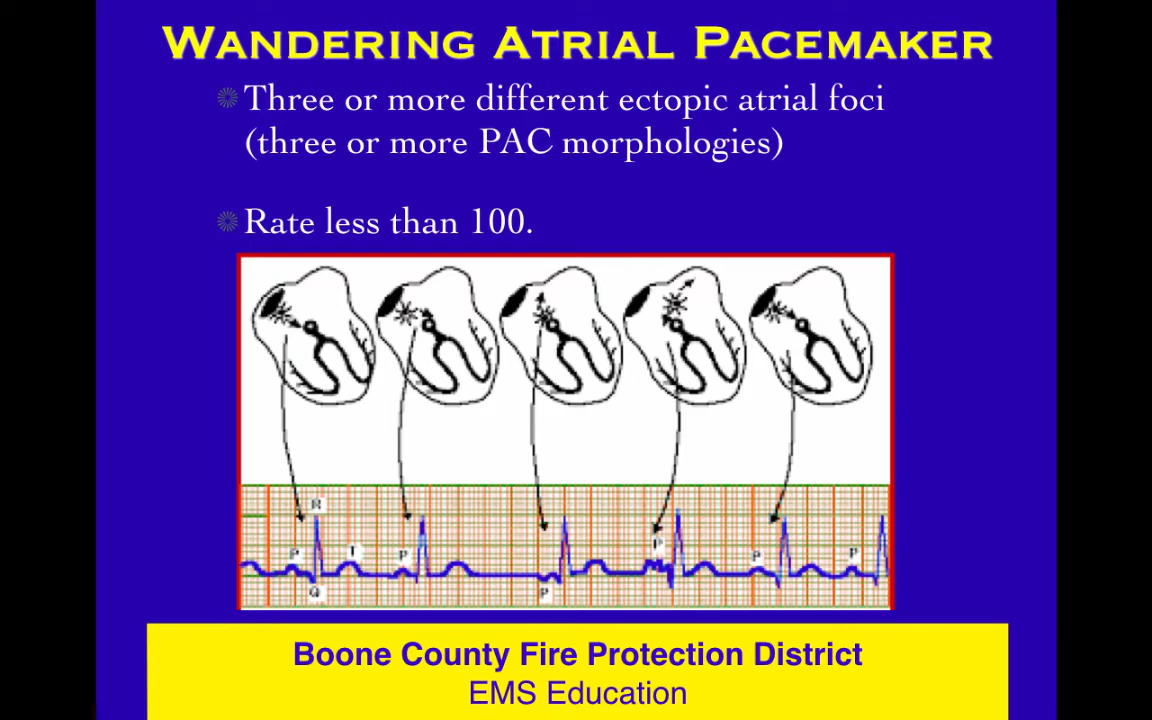 WANDERING ATRIAL PACEMAKER
Three or more different ectopic atrial foci
(three or more PAC morphologies)
Rate less than 100.
R
P T P P P P
Q P
Boone County Fire Protection District
EMS Education